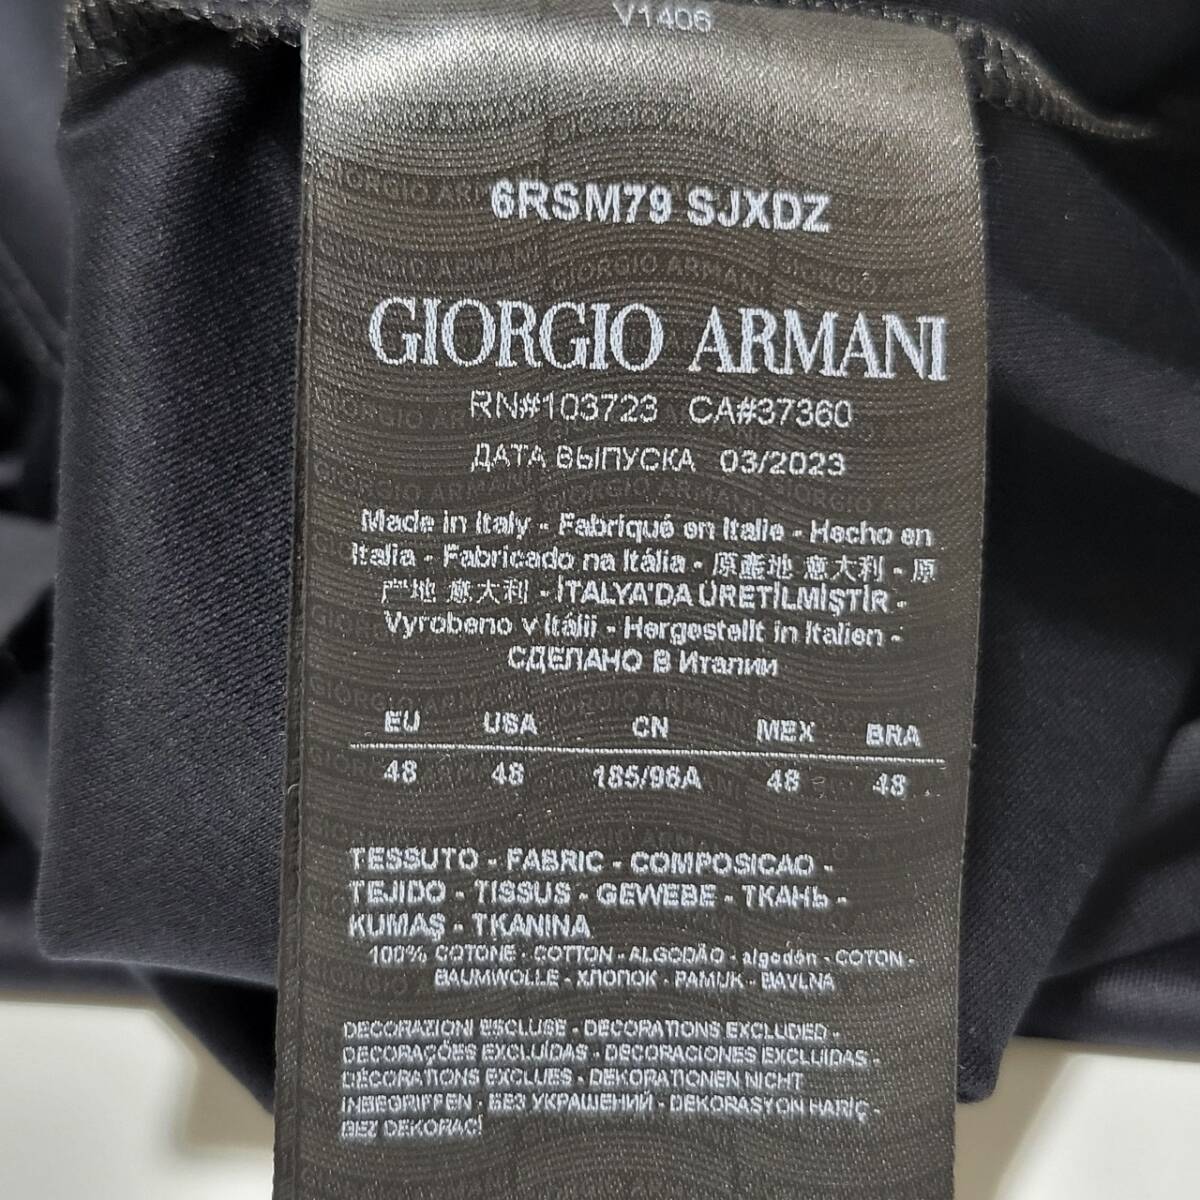 V1406
6RSM79 SJXDZ
GIORGIO ARMANI
RN#103723 CA#37360
ДАТА ВЫПУСКА 03/2023
Made in Italy - Fabriqué en Italie - Hecho en
Italia - Fabricado na Itália - 原產地 意大利 - 原
产地 意大利 - İTALYA'DA ÜRETİLMİŞTİR -
Vyrobeno v Itálii - Hergestellt in Italien -
СДЕЛАНО В Италии
EU USA CN MEX BRA
48 48 185/96A 48 48
TESSUTO - FABRIC - COMPOSICAO -
TEJIDO - TISSUS - GEWEBE - ТКАНЬ -
KUMAŞ - TKANINA
100% COTONE - COTTON - ALGODÃO - algodón - COTON -
BAUMWOLLE - ХЛОПОК - PAMUK - BAVLNA
DECORAZIONI ESCLUSE - DECORATIONS EXCLUDED -
DECORAÇÕES EXCLUÍDAS - DECORACIONES EXCLUIDAS -
DÉCORATIONS EXCLUES - DEKORATIONEN NICHT
INBEGRIFFEN - БЕЗ УКРАШЕНИЙ - DEKORASYON HARİÇ -
BEZ DEKORACÍ